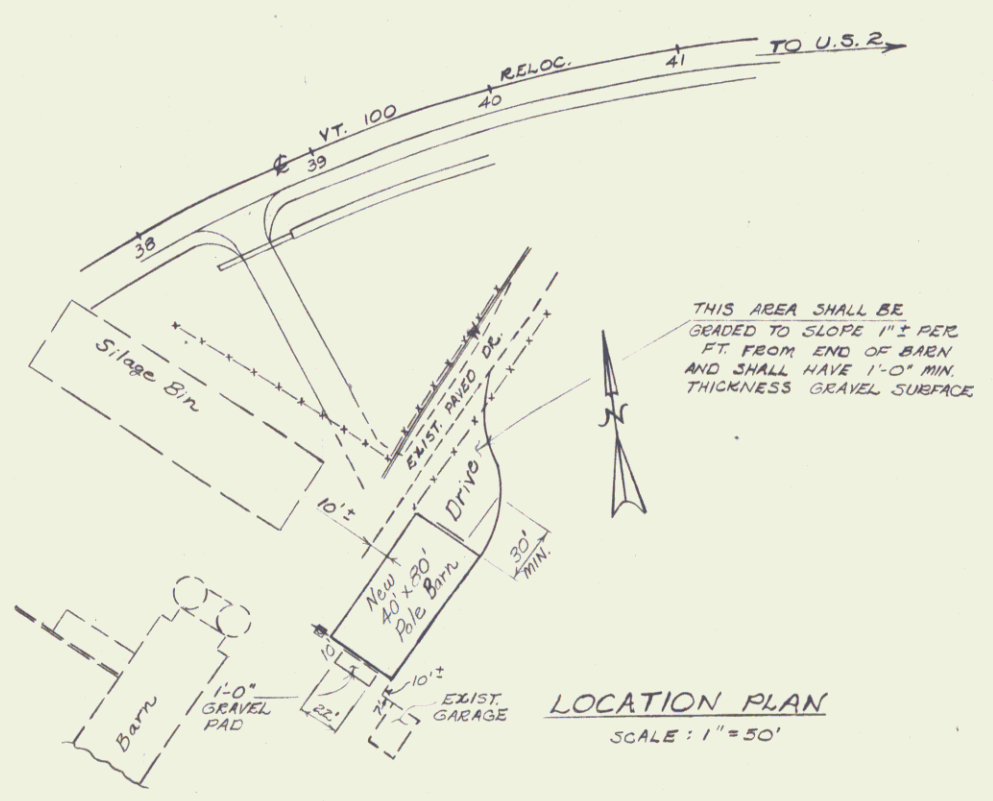 TO U.S. 2
RELOC.
41
40
VT. 100
℄
39
38
THIS AREA SHALL BE
GRADED TO SLOPE 1"± PER
FT. FROM END OF BARN
AND SHALL HAVE 1'-0" MIN.
THICKNESS GRAVEL SURFACE
Silage Bin
EXIST. PAVED DR.
N
Drive
10'±
30'
MIN.
New
40'x80'
Pole Barn
10
10'±
1'-0"
GRAVEL
PAD
22'
EXIST.
GARAGE
Barn
LOCATION PLAN
SCALE: 1"=50'